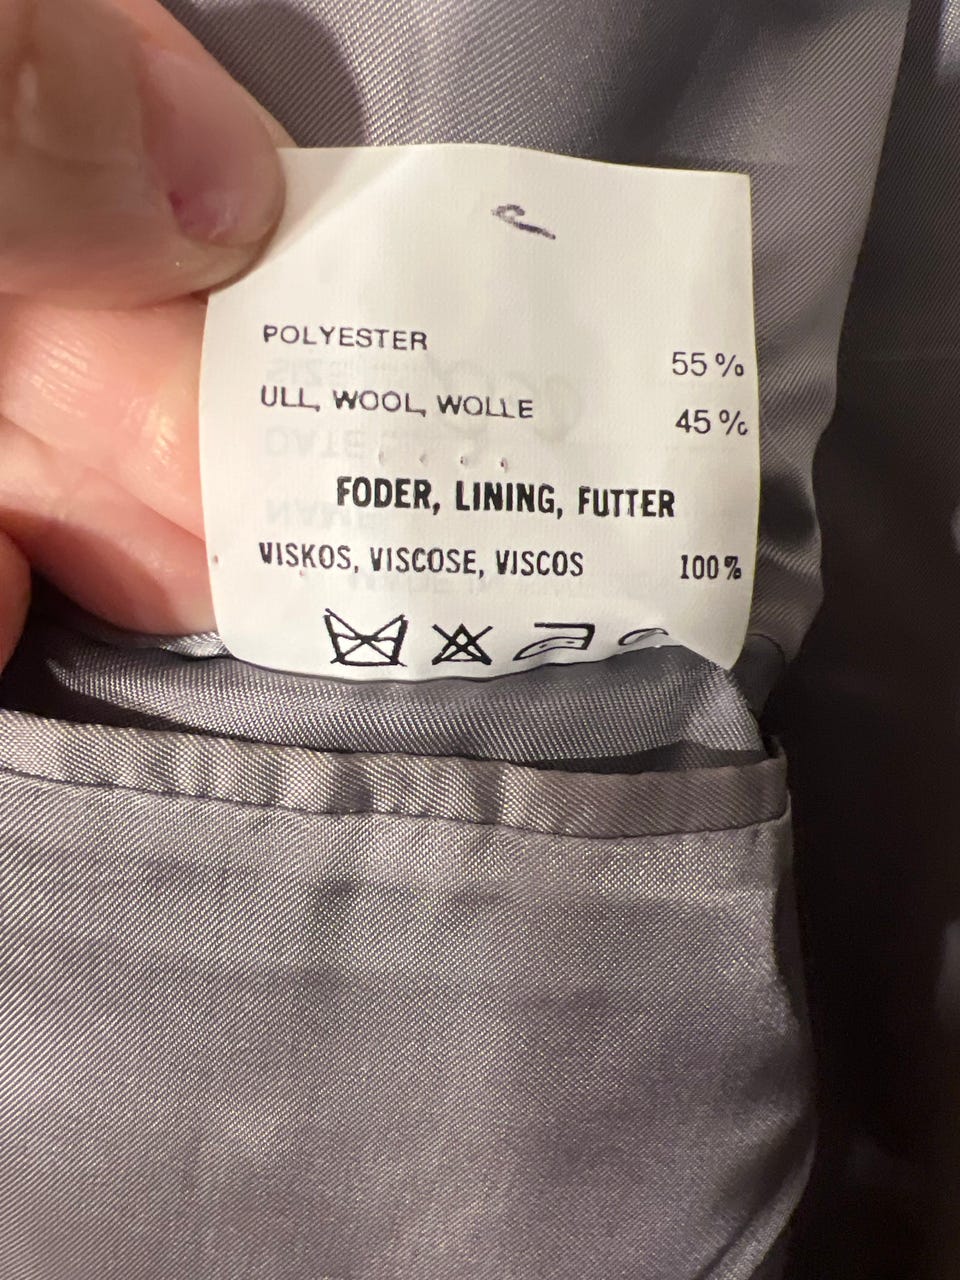 POLYESTER 55%
ULL, WOOL, WOLLE 45%
FODER, LINING, FUTTER
VISKOS, VISCOSE, VISCOS 100%